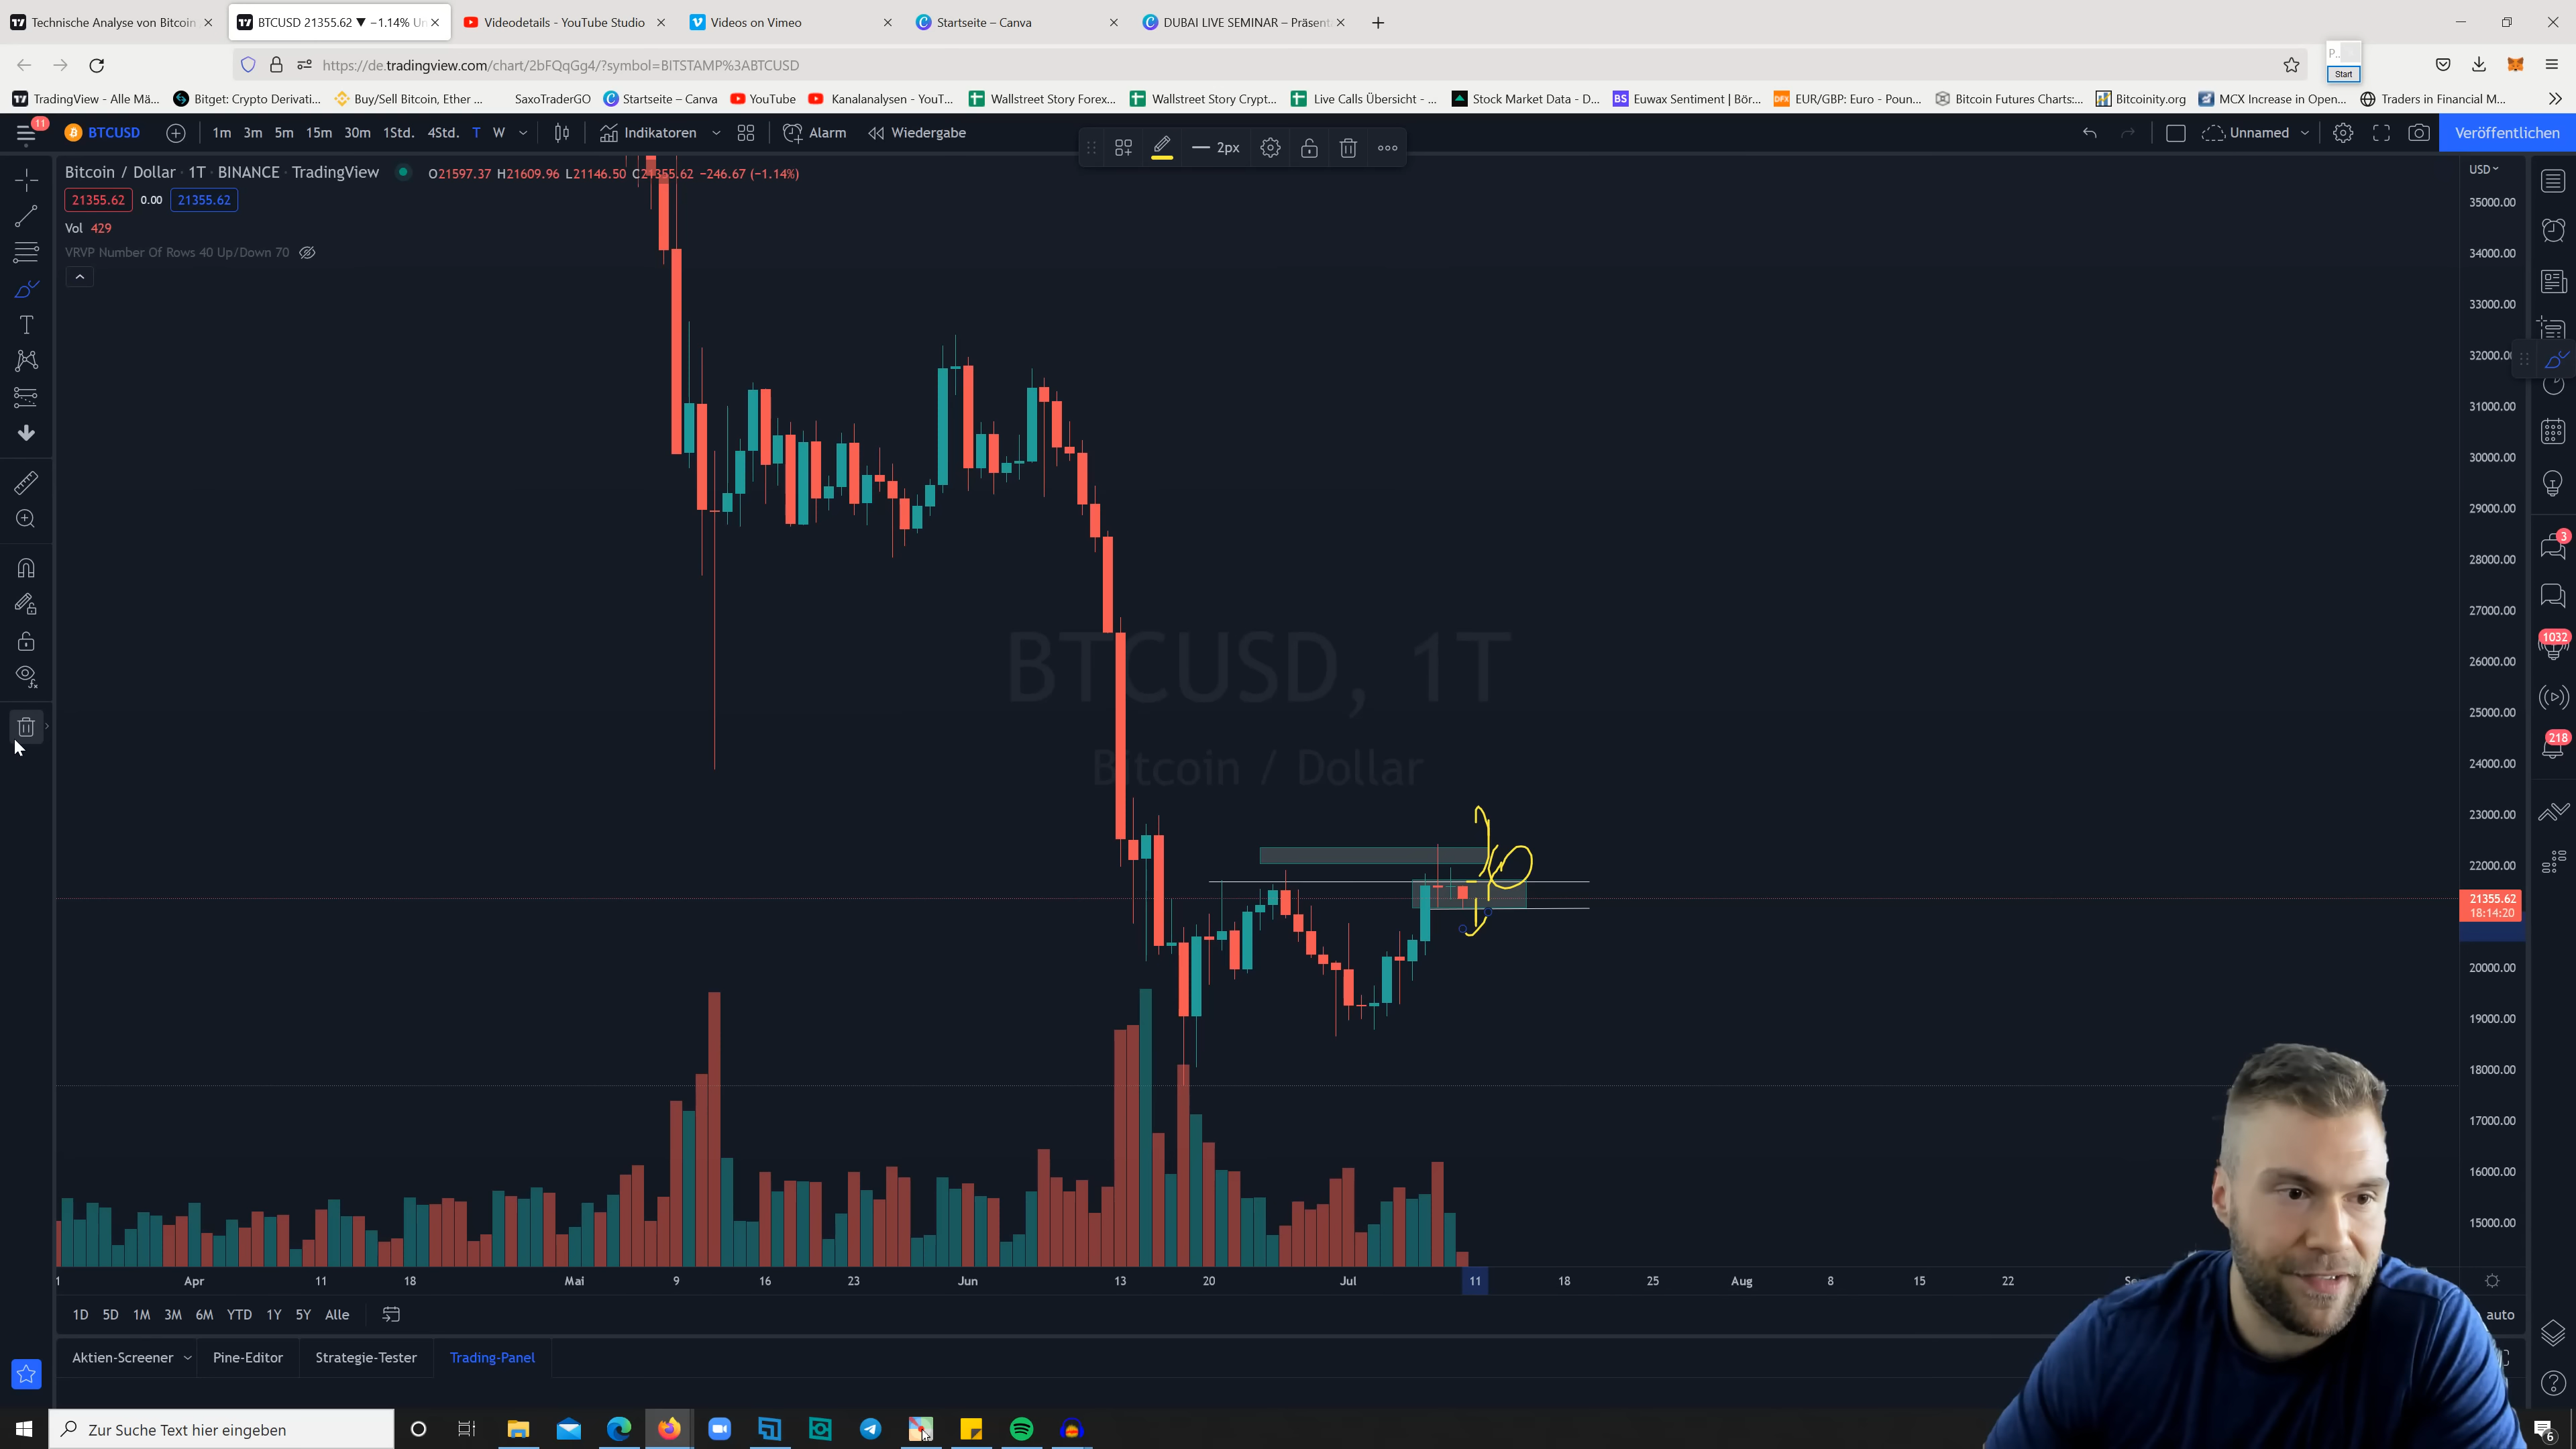 Technische Analyse von Bitcoin
BTCUSD 21355.62 ▼ −1.14% Un
Videodetails - YouTube Studio
Videos on Vimeo
Startseite – Canva
DUBAI LIVE SEMINAR – Präsent
https://de.tradingview.com/chart/2bFQqGg4/?symbol=BITSTAMP%3ABTCUSD
P..
Start
TradingView - Alle Mä...
Bitget: Crypto Derivati...
Buy/Sell Bitcoin, Ether ...
SaxoTraderGO
Startseite – Canva
YouTube
Kanalanalysen - YouT...
Wallstreet Story Forex...
Wallstreet Story Crypt...
Live Calls Übersicht - ...
Stock Market Data - D...
Euwax Sentiment | Bör...
EUR/GBP: Euro - Poun...
Bitcoin Futures Charts:...
Bitcoinity.org
MCX Increase in Open...
Traders in Financial M...
11
BTCUSD
1m 3m 5m 15m 30m 1Std. 4Std. T W
Indikatoren
Alarm
Wiedergabe
2px
Unnamed
Veröffentlichen
Bitcoin / Dollar · 1T · BINANCE · TradingView
O21597.37 H21609.96 L21146.50 C21355.62 −246.67 (−1.14%)
21355.62 0.00 21355.62
Vol 429
VRVP Number Of Rows 40 Up/Down 70
USD
35000.00
34000.00
33000.00
32000.00
31000.00
30000.00
29000.00
28000.00
27000.00
26000.00
25000.00
24000.00
23000.00
22000.00
21355.62
18:14:20
20000.00
19000.00
18000.00
17000.00
16000.00
15000.00
BTCUSD, 1T
Bitcoin / Dollar
3
1032
218
1 Apr 11 18 Mai 9 16 23 Jun 13 20 Jul 11 18 25 Aug 8 15 22
1D 5D 1M 3M 6M YTD 1Y 5Y Alle
auto
Aktien-Screener
Pine-Editor
Strategie-Tester
Trading-Panel
Zur Suche Text hier eingeben
6